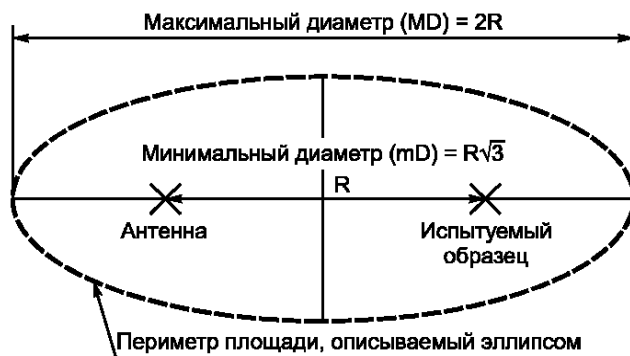 Максимальный диаметр (MD) = 2R
Минимальный диаметр (mD) = R√3
R
Антенна
Испытуемый
образец
Периметр площади, описываемый эллипсом